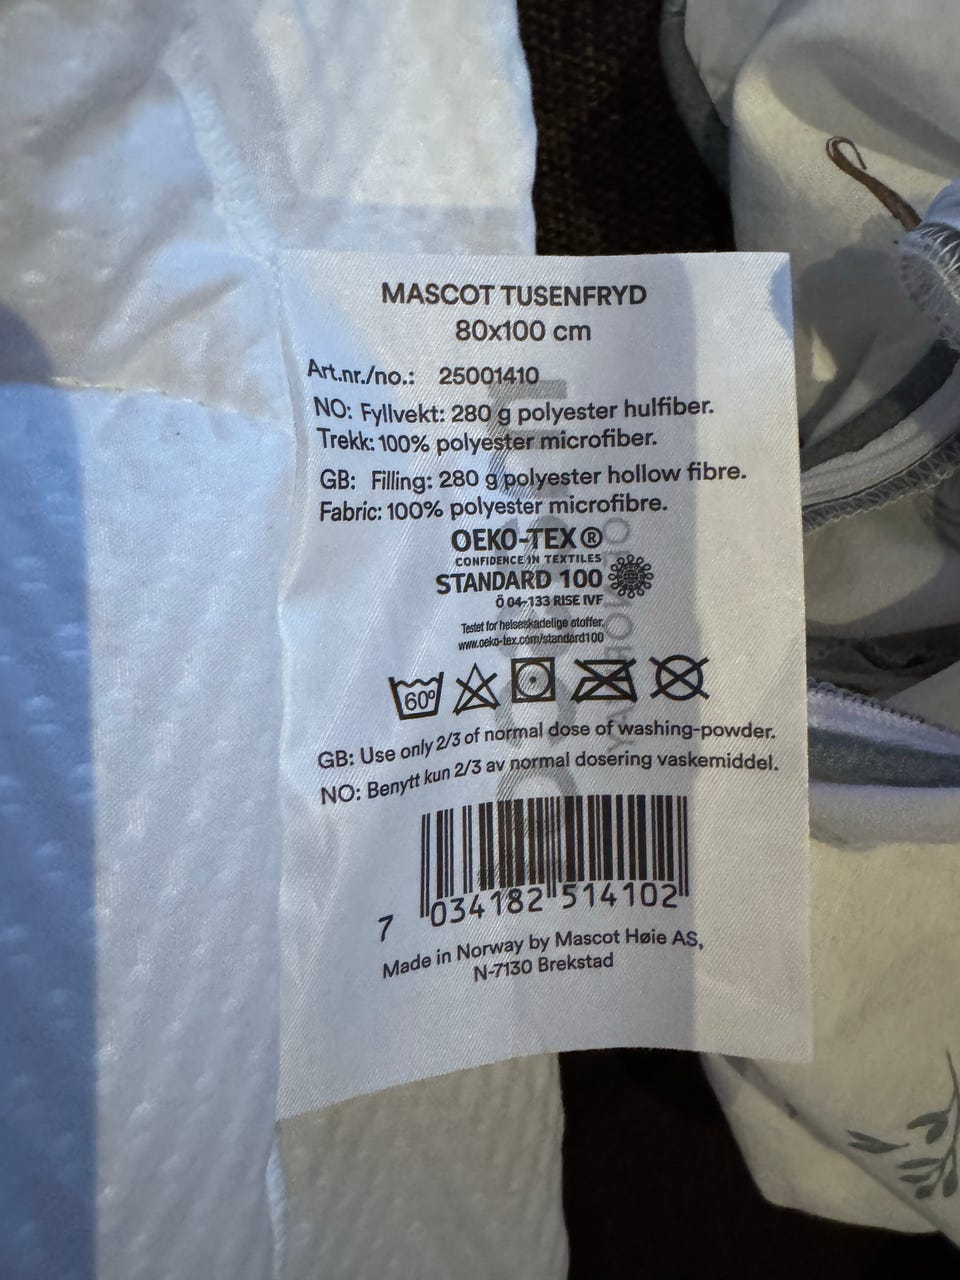 MASCOT TUSENFRYD
80x100 cm
Art.nr./no.: 25001410
NO: Fyllvekt: 280 g polyester hulfiber.
Trekk: 100% polyester microfiber.
GB: Filling: 280 g polyester hollow fibre.
Fabric: 100% polyester microfibre.
OEKO-TEX ®
CONFIDENCE IN TEXTILES
STANDARD 100
Ö 04-133 RISE IVF
Testet for helseskadelige stoffer.
www.oeko-tex.com/standard100
60°
GB: Use only 2/3 of normal dose of washing-powder.
NO: Benytt kun 2/3 av normal dosering vaskemiddel.
7 034182 514102
Made in Norway by Mascot Høie AS,
N-7130 Brekstad